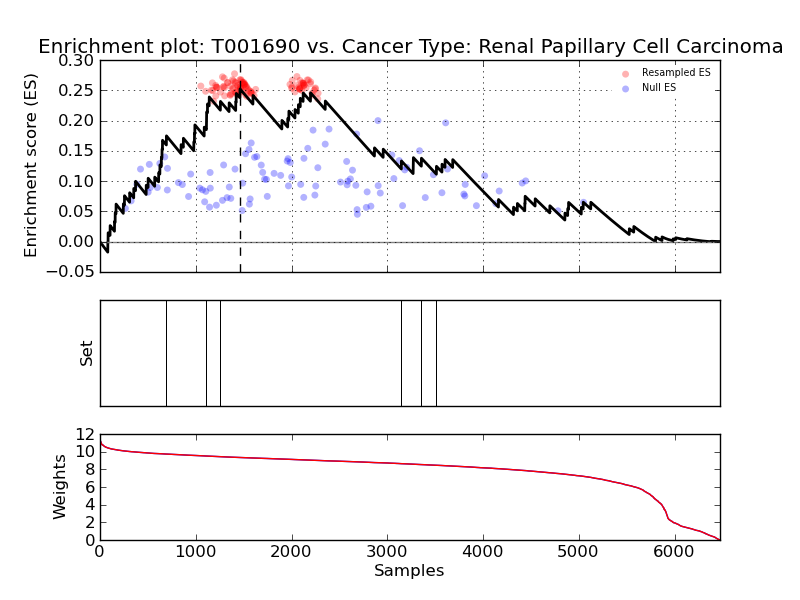 Enrichment plot: T001690 vs. Cancer Type: Renal Papillary Cell Carcinoma
0.30
0.25
0.20
0.15
0.10
0.05
0.00
−0.05
Enrichment score (ES)
Resampled ES
Null ES
Set
12
10
8
6
4
2
0
Weights
0 1000 2000 3000 4000 5000 6000
Samples